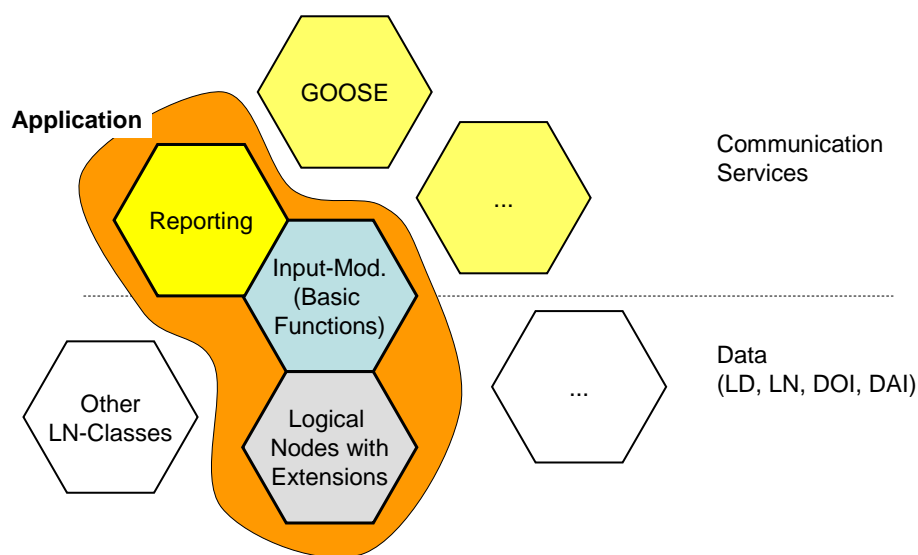 GOOSE
Application
Communication
Services
...
Reporting
Input-Mod.
(Basic
Functions)
Data
(LD, LN, DOI, DAI)
...
Other
LN-Classes
Logical
Nodes with
Extensions